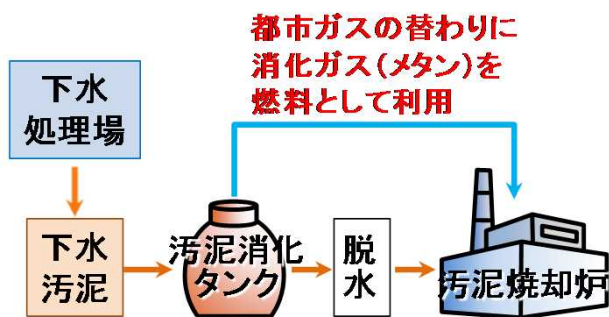 都市ガスの替わりに
消化ガス(メタン)を
燃料として利用
下水
処理場
下水
汚泥
汚泥消化
タンク
脱
水
汚泥焼却炉